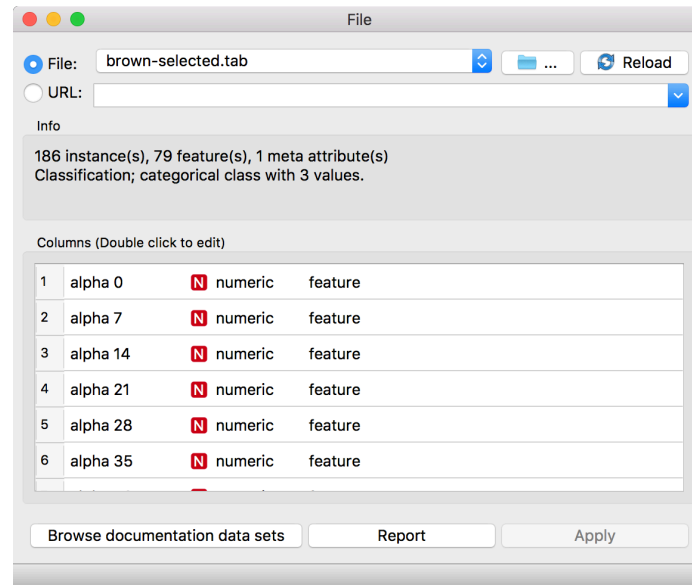 File
File: brown-selected.tab ... Reload
URL:
Info
186 instance(s), 79 feature(s), 1 meta attribute(s)
Classification; categorical class with 3 values.
Columns (Double click to edit)
1 alpha 0 N numeric feature
2 alpha 7 N numeric feature
3 alpha 14 N numeric feature
4 alpha 21 N numeric feature
5 alpha 28 N numeric feature
6 alpha 35 N numeric feature
Browse documentation data sets Report Apply